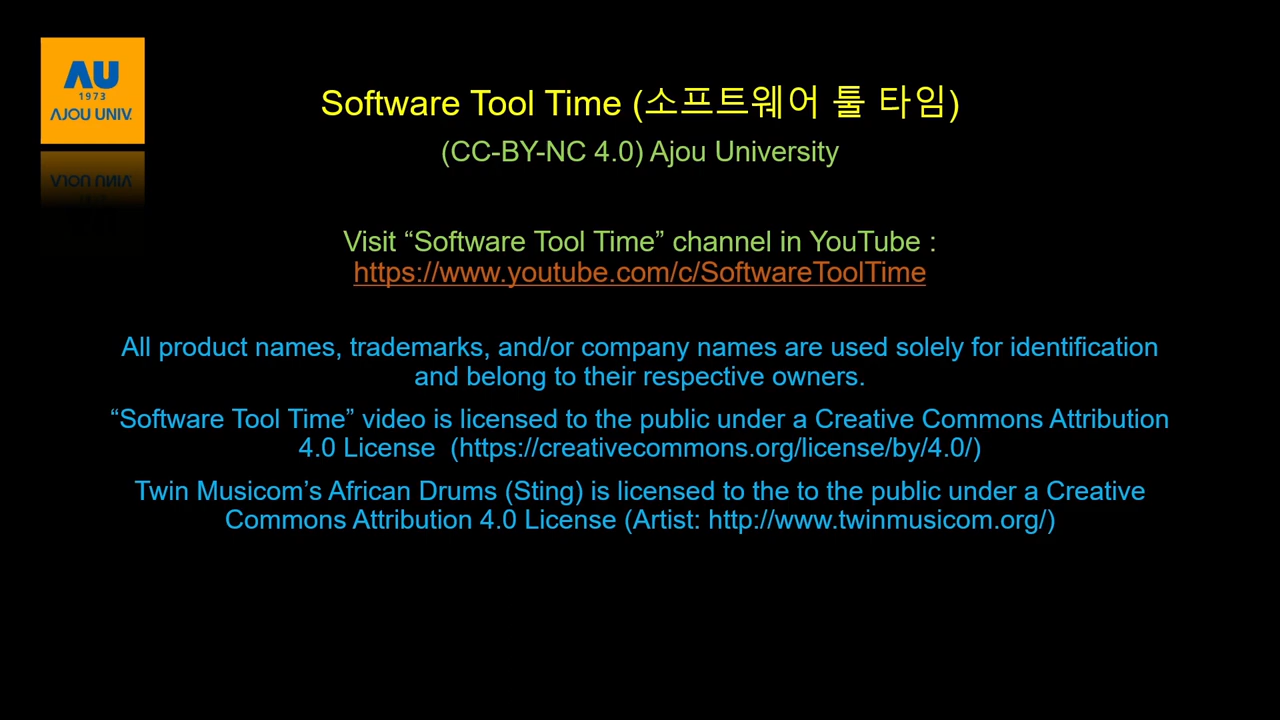 AU
1973
AJOU UNIV.
Software Tool Time (소프트웨어 툴 타임)
(CC-BY-NC 4.0) Ajou University
Visit “Software Tool Time” channel in YouTube :
https://www.youtube.com/c/SoftwareToolTime
All product names, trademarks, and/or company names are used solely for identification
and belong to their respective owners.
“Software Tool Time” video is licensed to the public under a Creative Commons Attribution
4.0 License (https://creativecommons.org/license/by/4.0/)
Twin Musicom’s African Drums (Sting) is licensed to the to the public under a Creative
Commons Attribution 4.0 License (Artist: http://www.twinmusicom.org/)